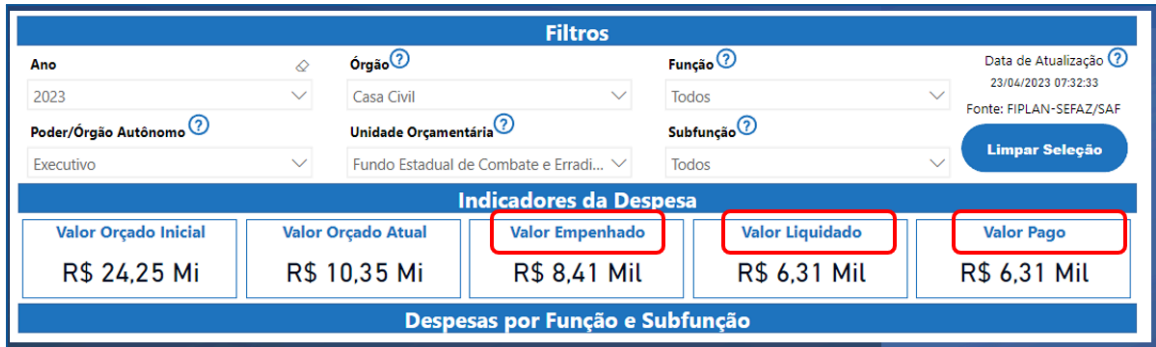 Filtros
Ano
Órgão ?
Função ?
Data de Atualização ?
2023
Casa Civil
Todos
23/04/2023 07:32:33
Fonte: FIPLAN-SEFAZ/SAF
Poder/Órgão Autônomo ?
Unidade Orçamentária ?
Subfunção ?
Limpar Seleção
Executivo
Fundo Estadual de Combate e Erradi...
Todos
Indicadores da Despesa
Valor Orçado Inicial
Valor Orçado Atual
Valor Empenhado
Valor Liquidado
Valor Pago
R$ 24,25 Mi
R$ 10,35 Mi
R$ 8,41 Mil
R$ 6,31 Mil
R$ 6,31 Mil
Despesas por Função e Subfunção